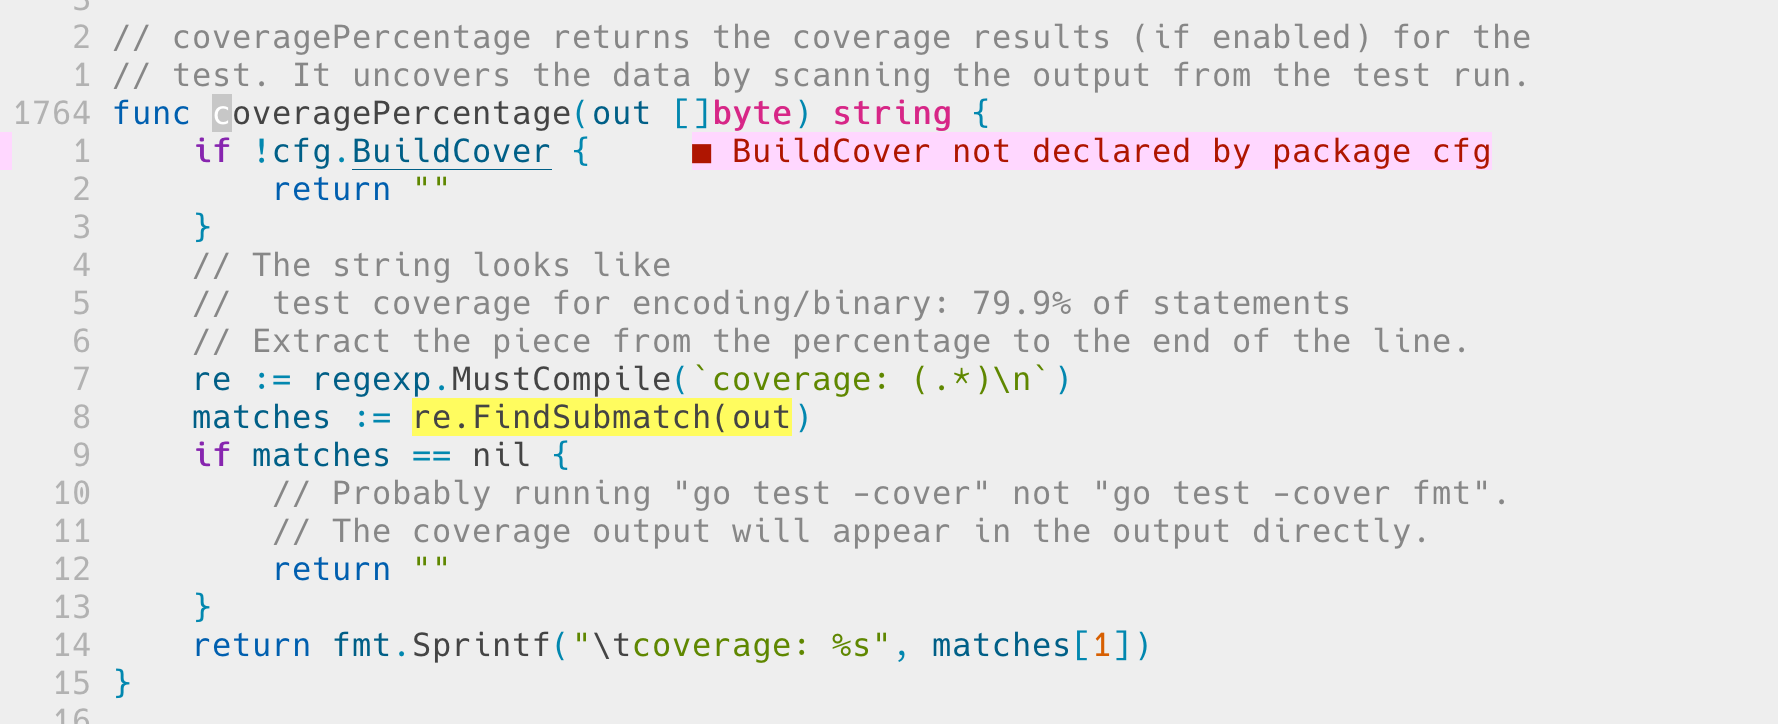 3
2 // coveragePercentage returns the coverage results (if enabled) for the
1 // test. It uncovers the data by scanning the output from the test run.
1764 func coveragePercentage(out []byte) string {
1 if !cfg.BuildCover { ■ BuildCover not declared by package cfg
2 return ""
3 }
4 // The string looks like
5 //  test coverage for encoding/binary: 79.9% of statements
6 // Extract the piece from the percentage to the end of the line.
7 re := regexp.MustCompile(`coverage: (.*)\n`)
8 matches := re.FindSubmatch(out)
9 if matches == nil {
10 // Probably running "go test -cover" not "go test -cover fmt".
11 // The coverage output will appear in the output directly.
12 return ""
13 }
14 return fmt.Sprintf("\tcoverage: %s", matches[1])
15 }
16